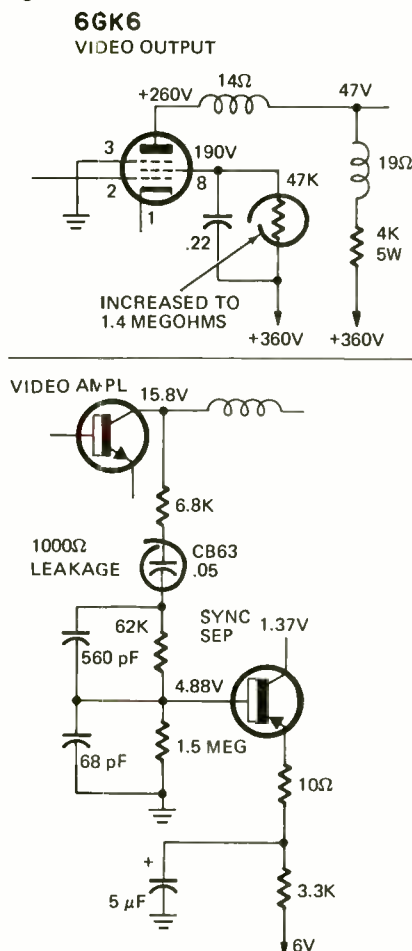 6GK6
VIDEO OUTPUT
+260V
14Ω
47V
3
2
1
190V
8
47K
.22
19Ω
4K
5W
INCREASED TO
1.4 MEGOHMS
+360V
+360V
VIDEO AMPL
15.8V
6.8K
1000Ω
LEAKAGE
CB63
.05
62K
560 pF
SYNC
SEP
1.37V
4.88V
68 pF
1.5 MEG
10Ω
+
5 µF
3.3K
6V